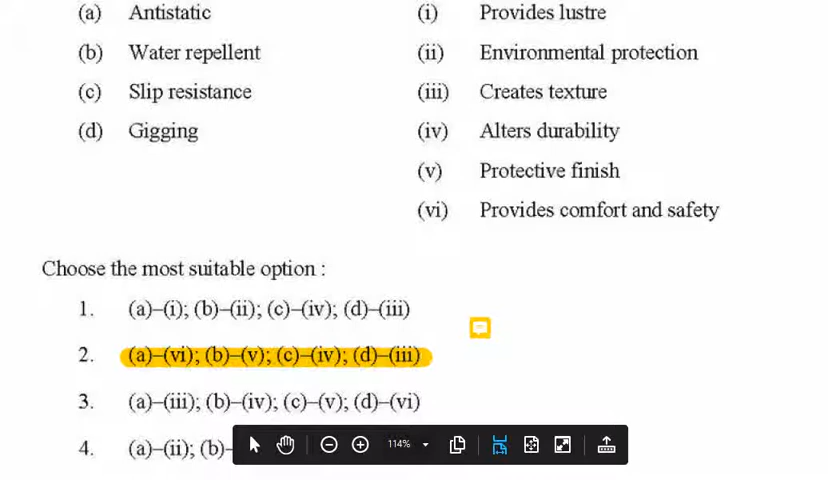 (a) Antistatic (i) Provides lustre
(b) Water repellent (ii) Environmental protection
(c) Slip resistance (iii) Creates texture
(d) Gigging (iv) Alters durability
(v) Protective finish
(vi) Provides comfort and safety
Choose the most suitable option :
1. (a)–(i); (b)–(ii); (c)–(iv); (d)–(iii)
2. (a)–(vi); (b)–(v); (c)–(iv); (d)–(iii)
3. (a)–(iii); (b)–(iv); (c)–(v); (d)–(vi)
4. (a)–(ii); (b)–
114%